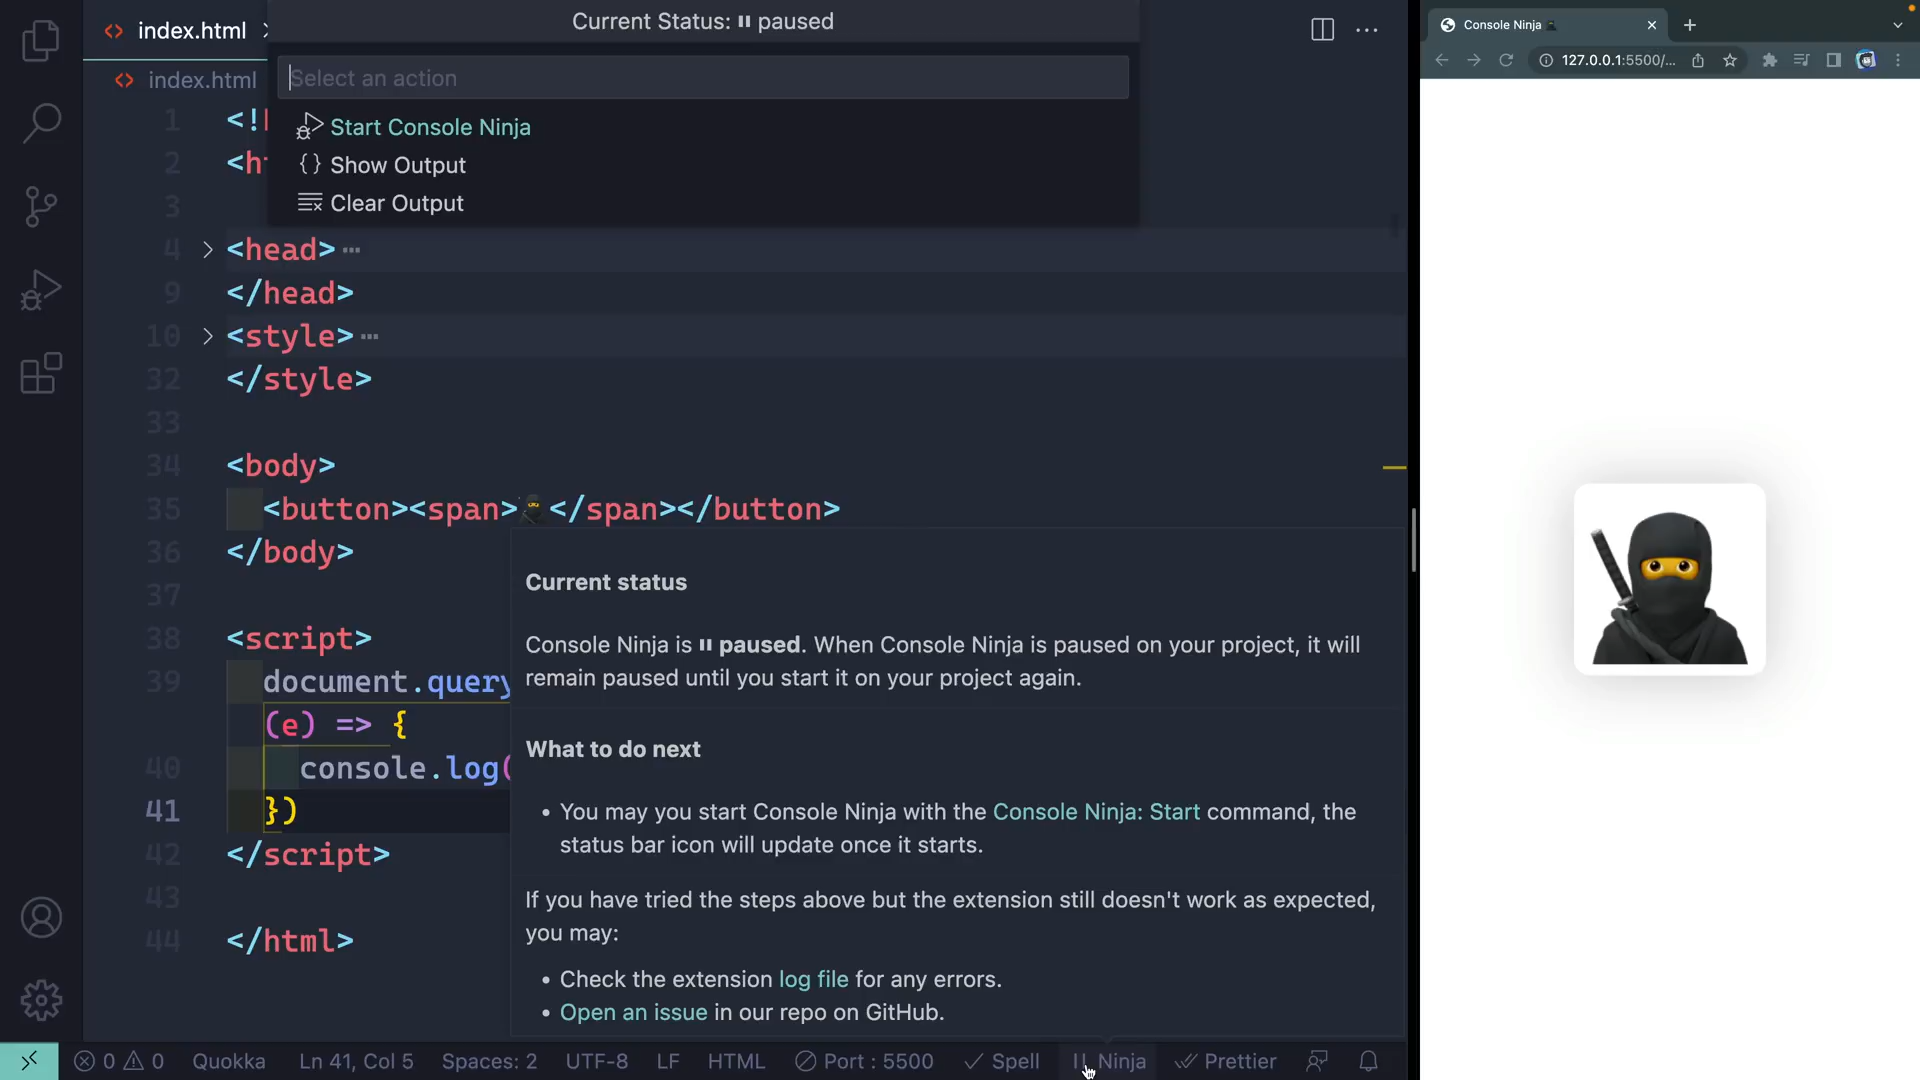 index.html
Current Status: paused
Select an action
Start Console Ninja
Show Output
Clear Output
index.html
1 <!
2 <h
3
4 <head>
9 </head>
10 <style>
32 </style>
33
34 <body>
35 <button><span>🥷</span></button>
36 </body>
37
38 <script>
39 document.query
(e) => {
40 console.log(
41 })
42 </script>
43
44 </html>
Current status
Console Ninja is paused. When Console Ninja is paused on your project, it will
remain paused until you start it on your project again.
What to do next
• You may you start Console Ninja with the Console Ninja: Start command, the
status bar icon will update once it starts.
If you have tried the steps above but the extension still doesn't work as expected,
you may:
• Check the extension log file for any errors.
• Open an issue in our repo on GitHub.
0 0 Quokka Ln 41, Col 5 Spaces: 2 UTF-8 LF HTML Port : 5500 Spell Ninja Prettier
Console Ninja 🥷
127.0.0.1:5500/...